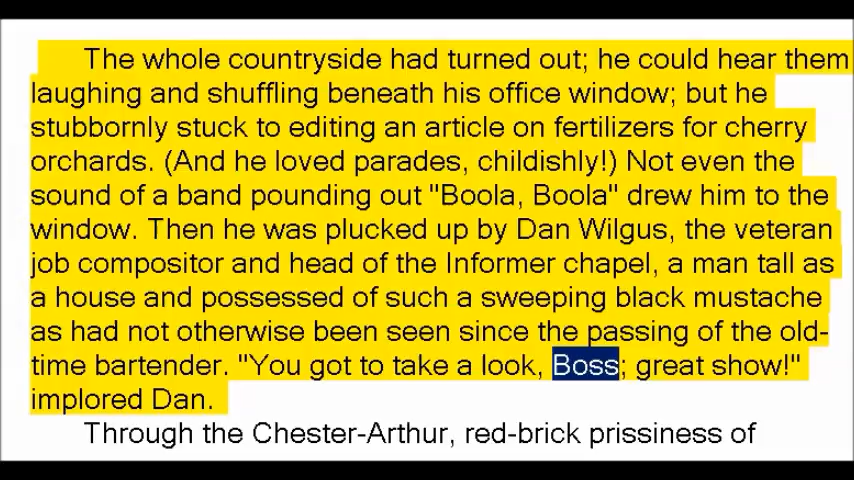 The whole countryside had turned out; he could hear them
laughing and shuffling beneath his office window; but he
stubbornly stuck to editing an article on fertilizers for cherry
orchards. (And he loved parades, childishly!) Not even the
sound of a band pounding out "Boola, Boola" drew him to the
window. Then he was plucked up by Dan Wilgus, the veteran
job compositor and head of the Informer chapel, a man tall as
a house and possessed of such a sweeping black mustache
as had not otherwise been seen since the passing of the old-
time bartender. "You got to take a look, Boss; great show!"
implored Dan.
Through the Chester-Arthur, red-brick prissiness of